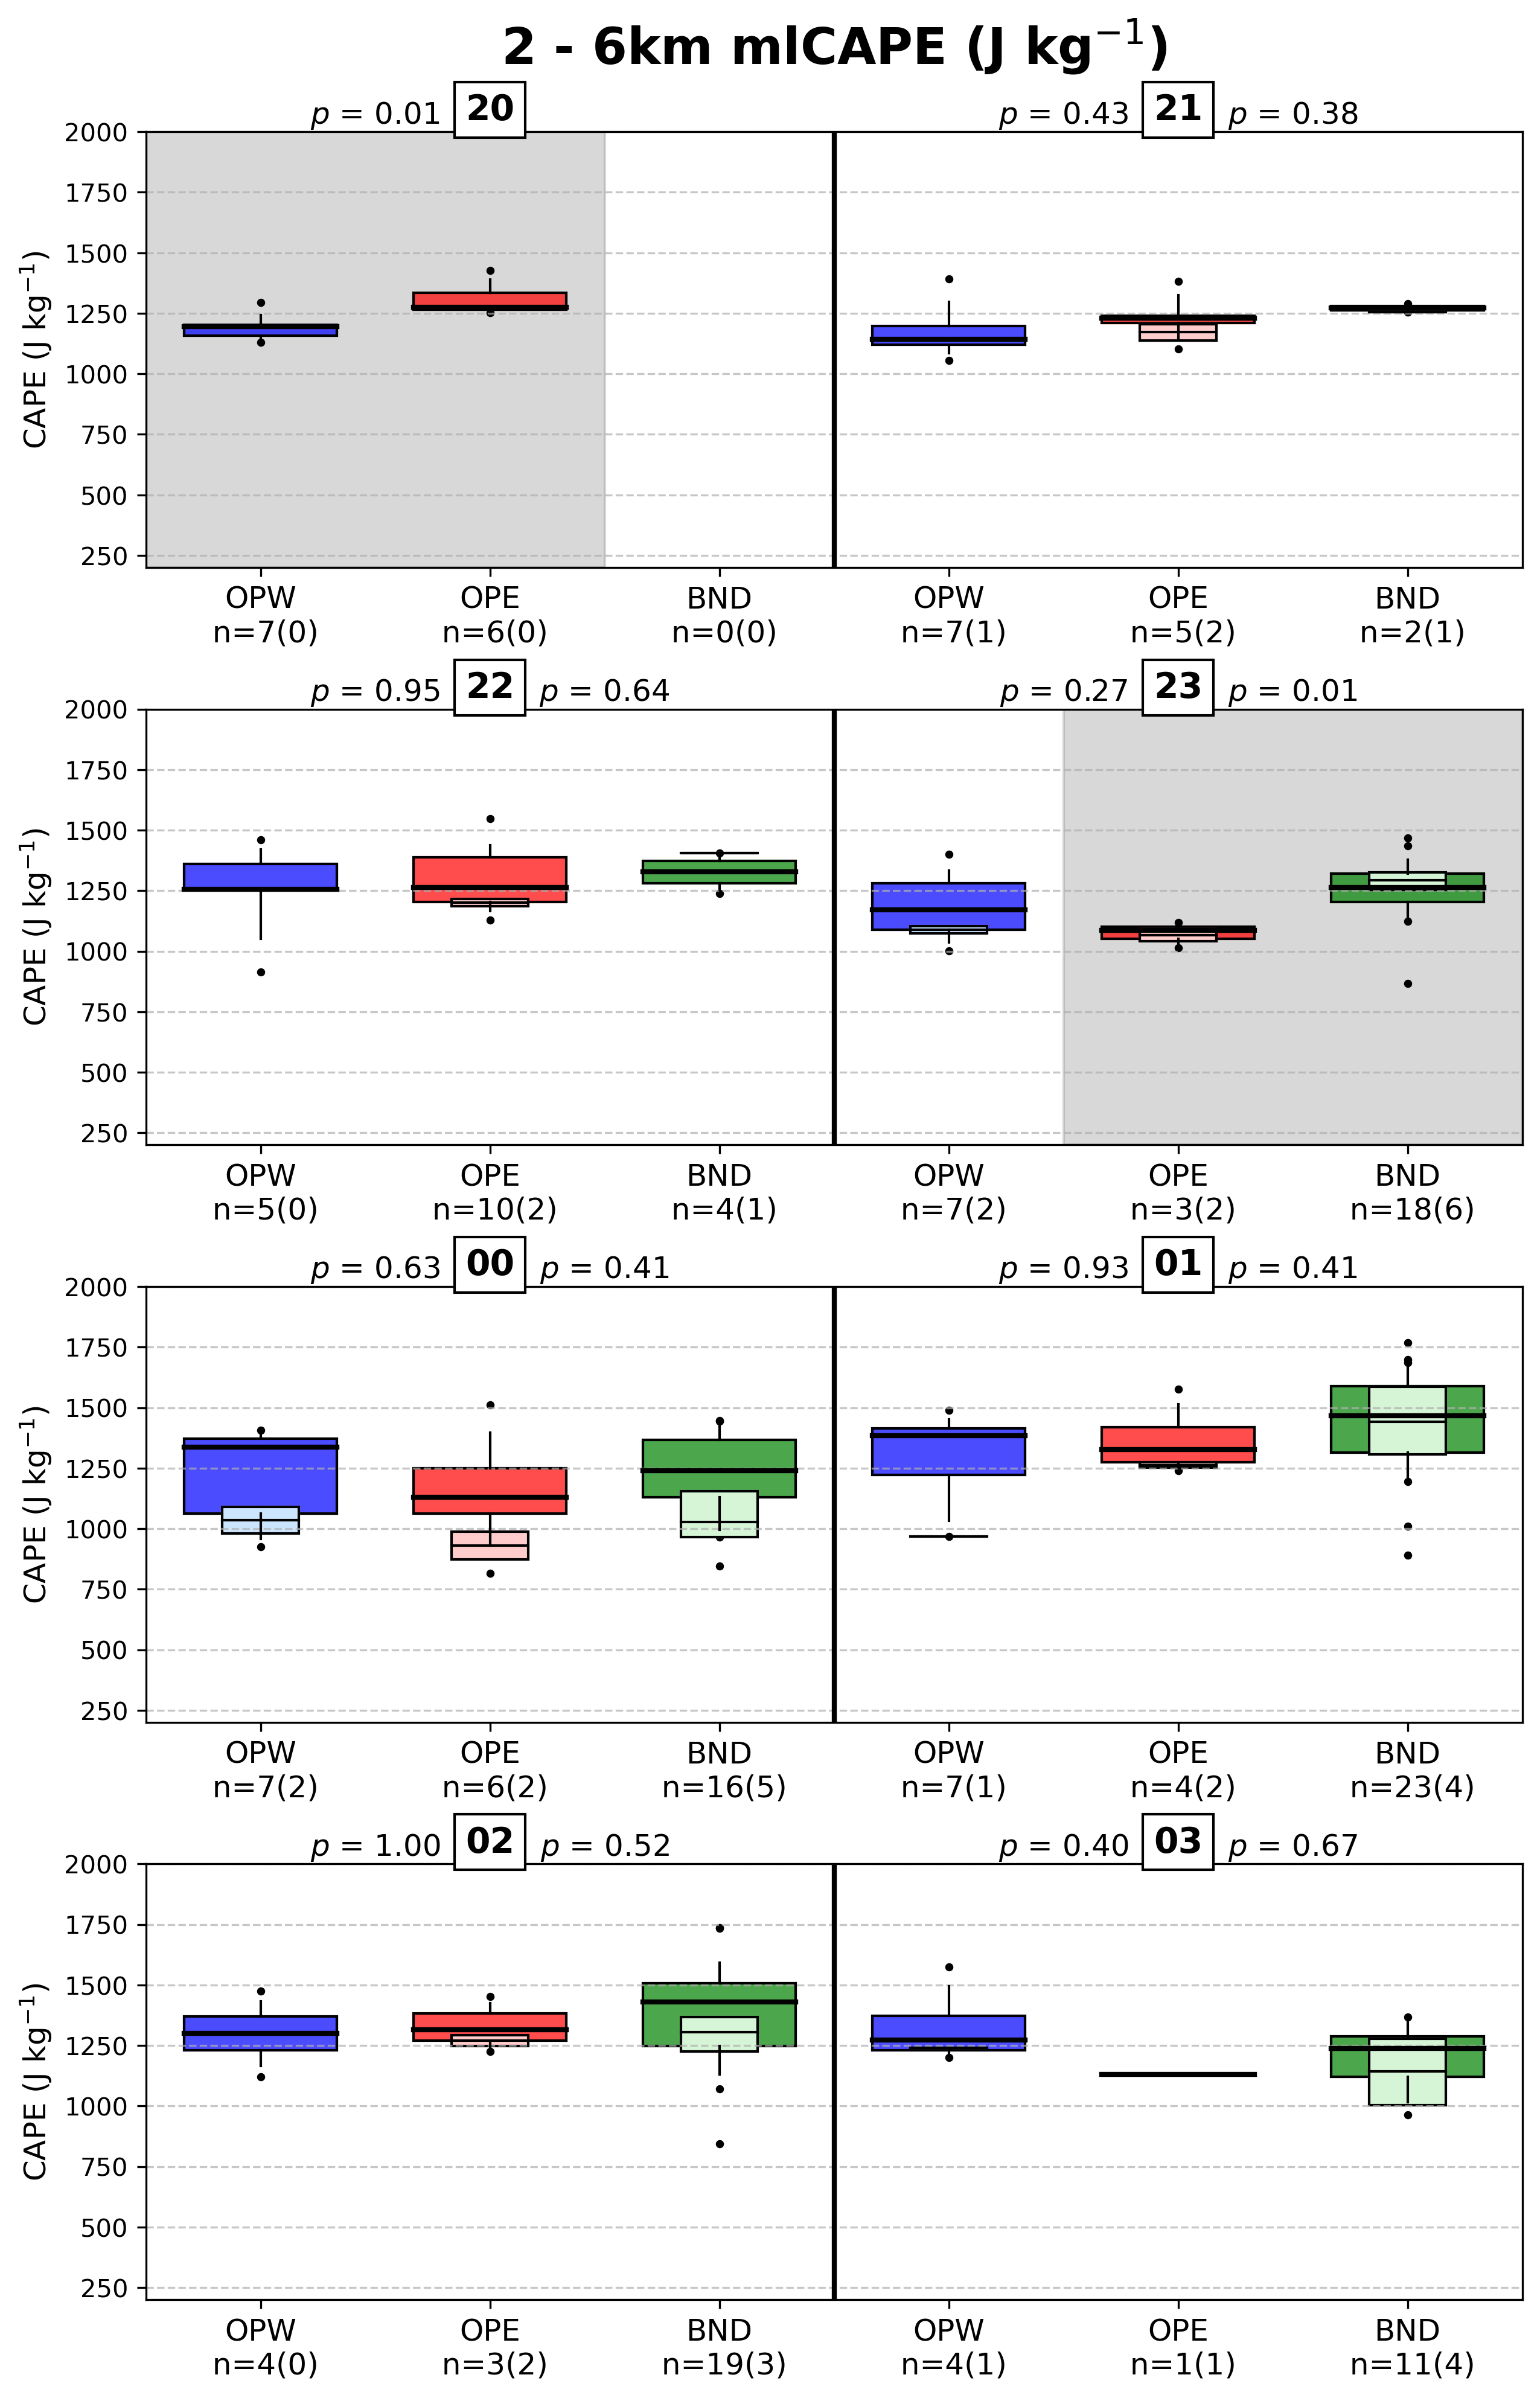 2 - 6km mlCAPE (J kg⁻¹)
p = 0.01 20
p = 0.43 21 p = 0.38
2000
1750
1500
1250
1000
750
500
250
CAPE (J kg⁻¹)
OPW OPE BND OPW OPE BND
n=7(0) n=6(0) n=0(0) n=7(1) n=5(2) n=2(1)
p = 0.95 22 p = 0.64
p = 0.27 23 p = 0.01
2000
1750
1500
1250
1000
750
500
250
CAPE (J kg⁻¹)
OPW OPE BND OPW OPE BND
n=5(0) n=10(2) n=4(1) n=7(2) n=3(2) n=18(6)
p = 0.63 00 p = 0.41
p = 0.93 01 p = 0.41
2000
1750
1500
1250
1000
750
500
250
CAPE (J kg⁻¹)
OPW OPE BND OPW OPE BND
n=7(2) n=6(2) n=16(5) n=7(1) n=4(2) n=23(4)
p = 1.00 02 p = 0.52
p = 0.40 03 p = 0.67
2000
1750
1500
1250
1000
750
500
250
CAPE (J kg⁻¹)
OPW OPE BND OPW OPE BND
n=4(0) n=3(2) n=19(3) n=4(1) n=1(1) n=11(4)